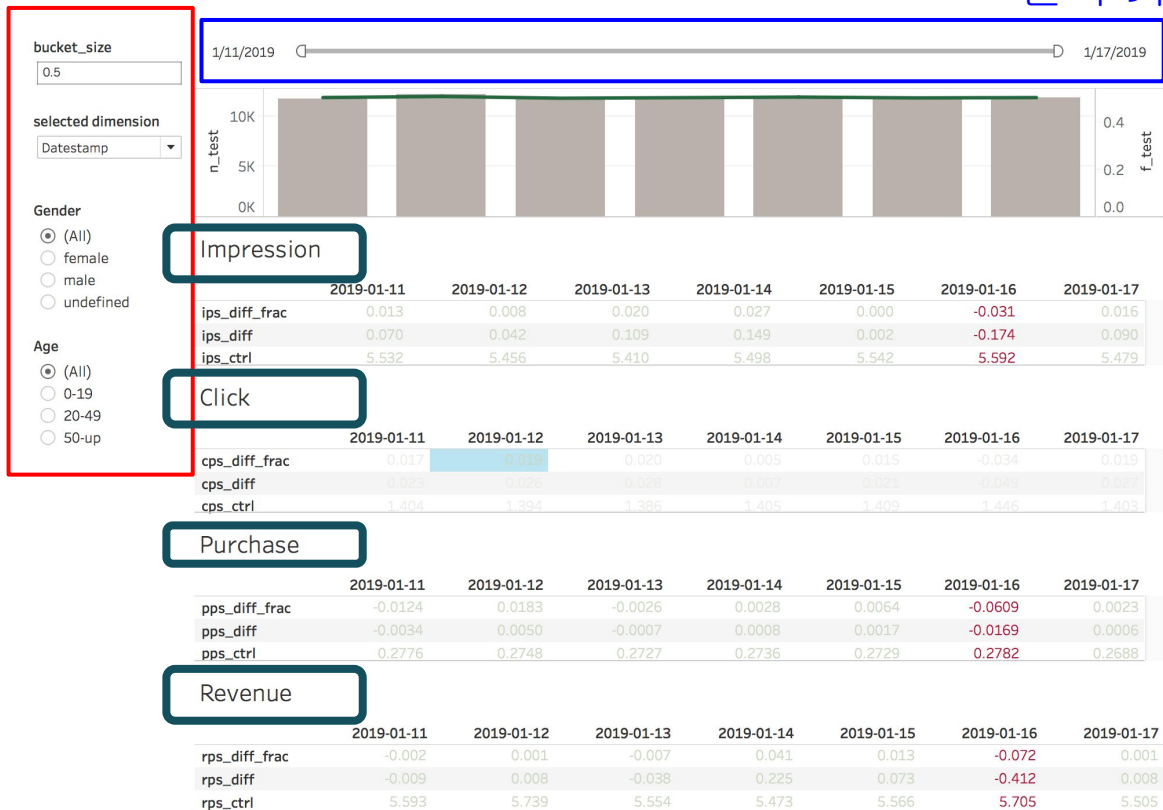 bucket_size
0.5
selected dimension
Datestamp
Gender
(All)
female
male
undefined
Age
(All)
0-19
20-49
50-up
1/11/2019 1/17/2019
10K
5K
0K
n_test
0.4
0.2
0.0
f_test
Impression
2019-01-11 2019-01-12 2019-01-13 2019-01-14 2019-01-15 2019-01-16 2019-01-17
ips_diff_frac 0.013 0.008 0.020 0.027 0.000 -0.031 0.016
ips_diff 0.070 0.042 0.109 0.149 0.002 -0.174 0.090
ips_ctrl 5.532 5.456 5.410 5.498 5.542 5.592 5.479
Click
2019-01-11 2019-01-12 2019-01-13 2019-01-14 2019-01-15 2019-01-16 2019-01-17
cps_diff_frac 0.017 0.019 0.020 0.005 0.015 -0.034 0.019
cps_diff 0.023 0.026 0.028 0.007 0.021 -0.049 0.027
cps_ctrl 1.404 1.394 1.386 1.405 1.409 1.446 1.403
Purchase
2019-01-11 2019-01-12 2019-01-13 2019-01-14 2019-01-15 2019-01-16 2019-01-17
pps_diff_frac -0.0124 0.0183 -0.0026 0.0028 0.0064 -0.0609 0.0023
pps_diff -0.0034 0.0050 -0.0007 0.0008 0.0017 -0.0169 0.0006
pps_ctrl 0.2776 0.2748 0.2727 0.2736 0.2729 0.2782 0.2688
Revenue
2019-01-11 2019-01-12 2019-01-13 2019-01-14 2019-01-15 2019-01-16 2019-01-17
rps_diff_frac -0.002 0.001 -0.007 0.041 0.013 -0.072 0.001
rps_diff -0.009 0.008 -0.038 0.225 0.073 -0.412 0.008
rps_ctrl 5.593 5.739 5.554 5.473 5.566 5.705 5.505